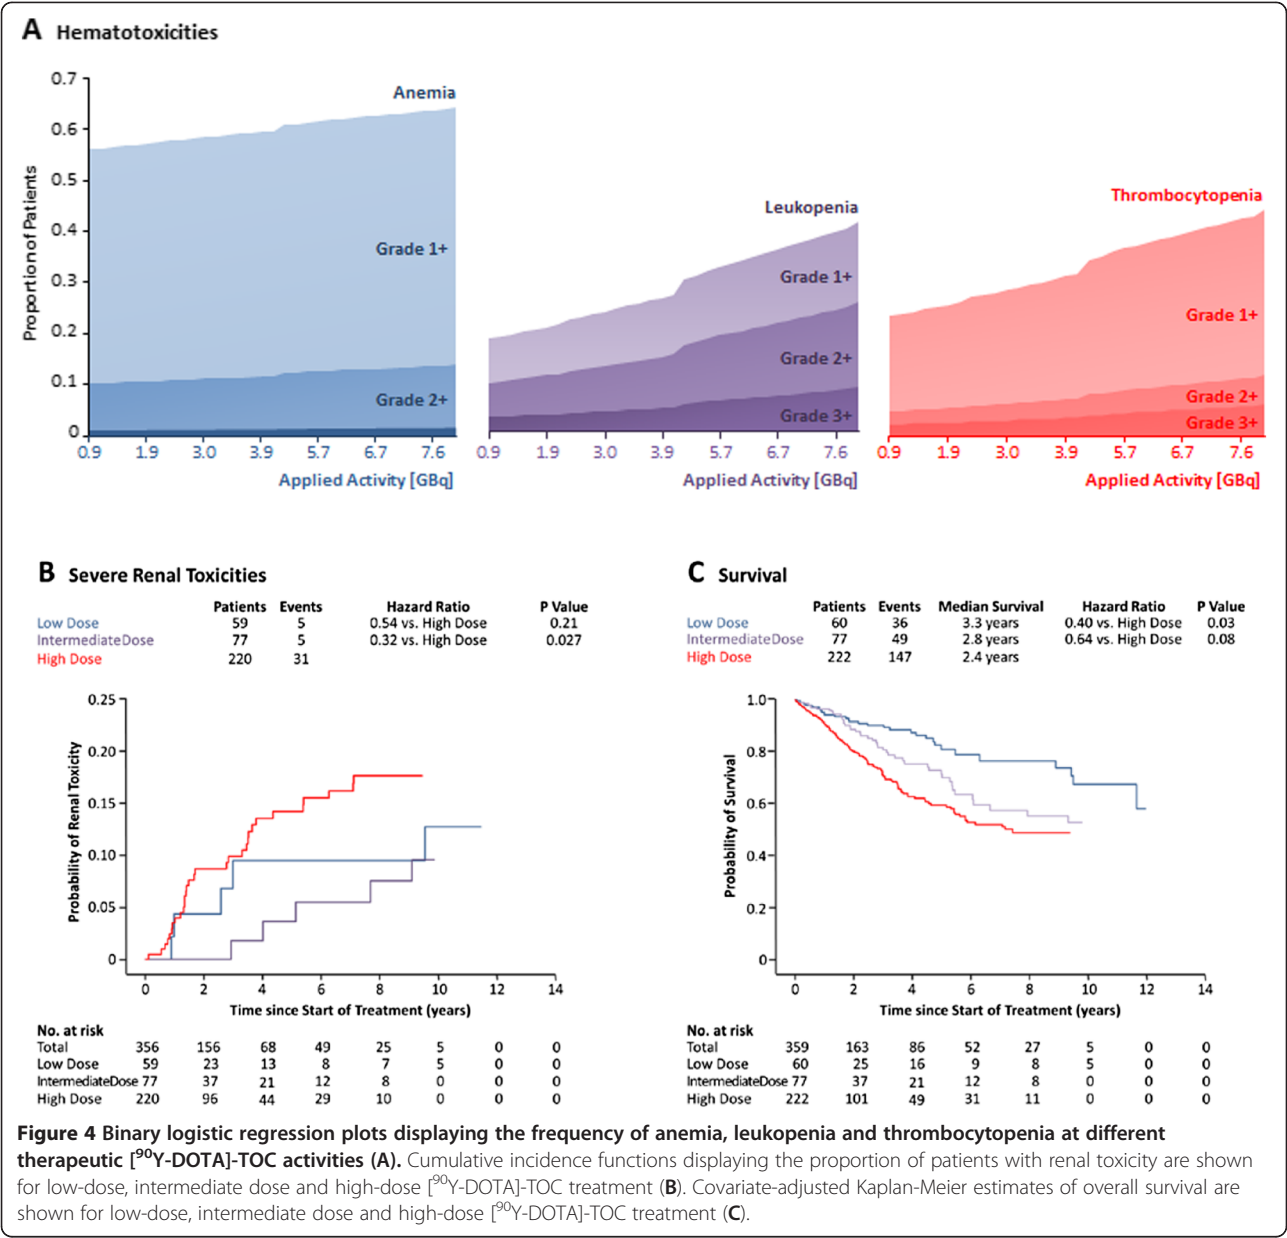 A Hematotoxicities
Proportion of Patients
0.7
0.6
0.5
0.4
0.3
0.2
0.1
0
Anemia
Grade 1+
Grade 2+
0.9 1.9 3.0 3.9 5.7 6.7 7.6
Applied Activity [GBq]
Leukopenia
Grade 1+
Grade 2+
Grade 3+
0.9 1.9 3.0 3.9 5.7 6.7 7.6
Applied Activity [GBq]
Thrombocytopenia
Grade 1+
Grade 2+
Grade 3+
0.9 1.9 3.0 3.9 5.7 6.7 7.6
Applied Activity [GBq]
B Severe Renal Toxicities
Patients Events Hazard Ratio P Value
Low Dose 59 5 0.54 vs. High Dose 0.21
IntermediateDose 77 5 0.32 vs. High Dose 0.027
High Dose 220 31
Probability of Renal Toxicity
0.25
0.20
0.15
0.10
0.05
0
0 2 4 6 8 10 12 14
Time since Start of Treatment (years)
No. at risk
Total 356 156 68 49 25 5 0 0
Low Dose 59 23 13 8 7 5 0 0
IntermediateDose 77 37 21 12 8 0 0 0
High Dose 220 96 44 29 10 0 0 0
C Survival
Patients Events Median Survival Hazard Ratio P Value
Low Dose 60 36 3.3 years 0.40 vs. High Dose 0.03
IntermediateDose 77 49 2.8 years 0.64 vs. High Dose 0.08
High Dose 222 147 2.4 years
Probability of Survival
1.0
0.8
0.6
0.4
0.2
0
0 2 4 6 8 10 12 14
Time since Start of Treatment (years)
No. at risk
Total 359 163 86 52 27 5 0 0
Low Dose 60 25 16 9 8 5 0 0
IntermediateDose 77 37 21 12 8 0 0 0
High Dose 222 101 49 31 11 0 0 0
Figure 4 Binary logistic regression plots displaying the frequency of anemia, leukopenia and thrombocytopenia at different
therapeutic [⁹⁰Y-DOTA]-TOC activities (A). Cumulative incidence functions displaying the proportion of patients with renal toxicity are shown
for low-dose, intermediate dose and high-dose [⁹⁰Y-DOTA]-TOC treatment (B). Covariate-adjusted Kaplan-Meier estimates of overall survival are
shown for low-dose, intermediate dose and high-dose [⁹⁰Y-DOTA]-TOC treatment (C).